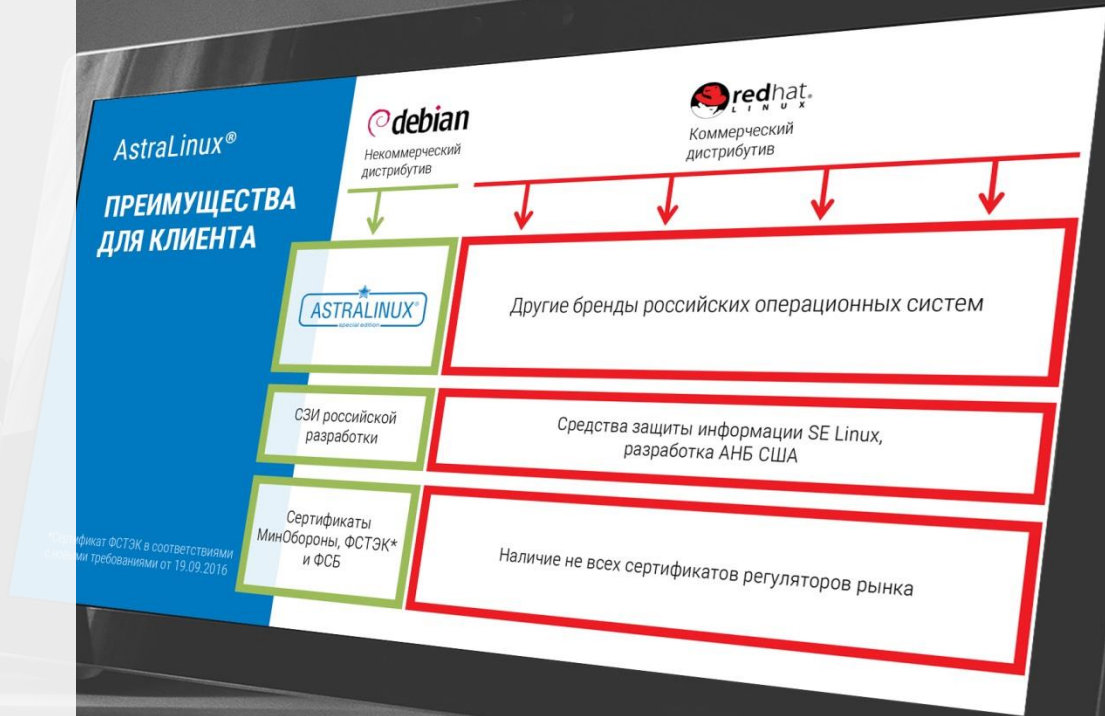 AstraLinux®
ПРЕИМУЩЕСТВА
ДЛЯ КЛИЕНТА
debian
Некоммерческий
дистрибутив
redhat.
LINUX
Коммерческий
дистрибутив
ASTRALINUX®
special edition
Другие бренды российских операционных систем
СЗИ российской
разработки
Средства защиты информации SE Linux,
разработка АНБ США
Сертификаты
МинОбороны, ФСТЭК*
и ФСБ
Наличие не всех сертификатов регуляторов рынка
*Сертификат ФСТЭК в соответствиями
с новыми требованиями от 19.09.2016